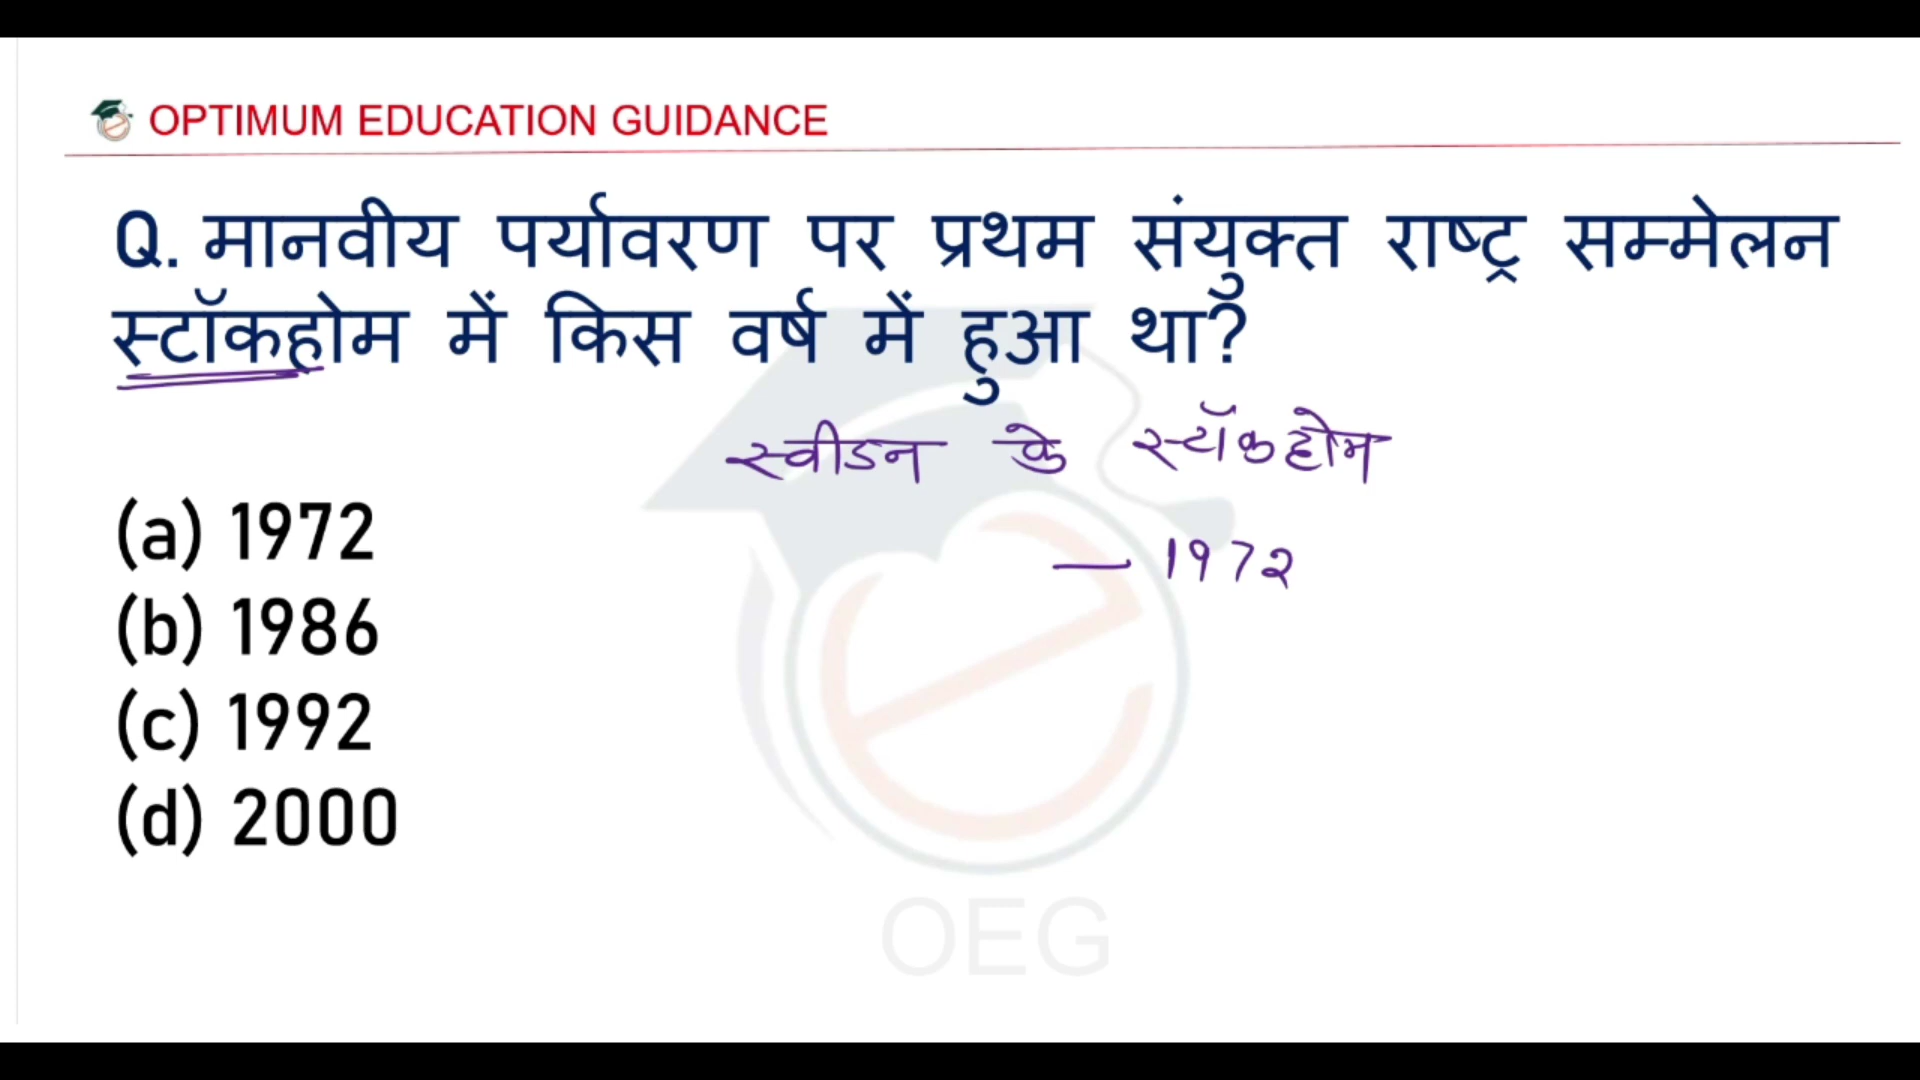 OPTIMUM EDUCATION GUIDANCE
Q. मानवीय पर्यावरण पर प्रथम संयुक्त राष्ट्र सम्मेलन
स्टॉकहोम में किस वर्ष में हुआ था?
स्वीडन के स्टॉकहोम
— 1972
(a) 1972
(b) 1986
(c) 1992
(d) 2000
OEG